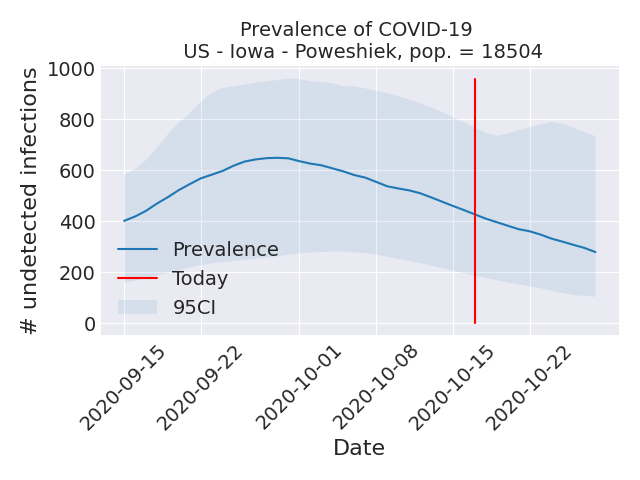 Prevalence of COVID-19
US - Iowa - Poweshiek, pop. = 18504
# undetected infections
1000
800
600
400
200
0
Prevalence
Today
95CI
2020-09-15
2020-09-22
2020-10-01
2020-10-08
2020-10-15
2020-10-22
Date